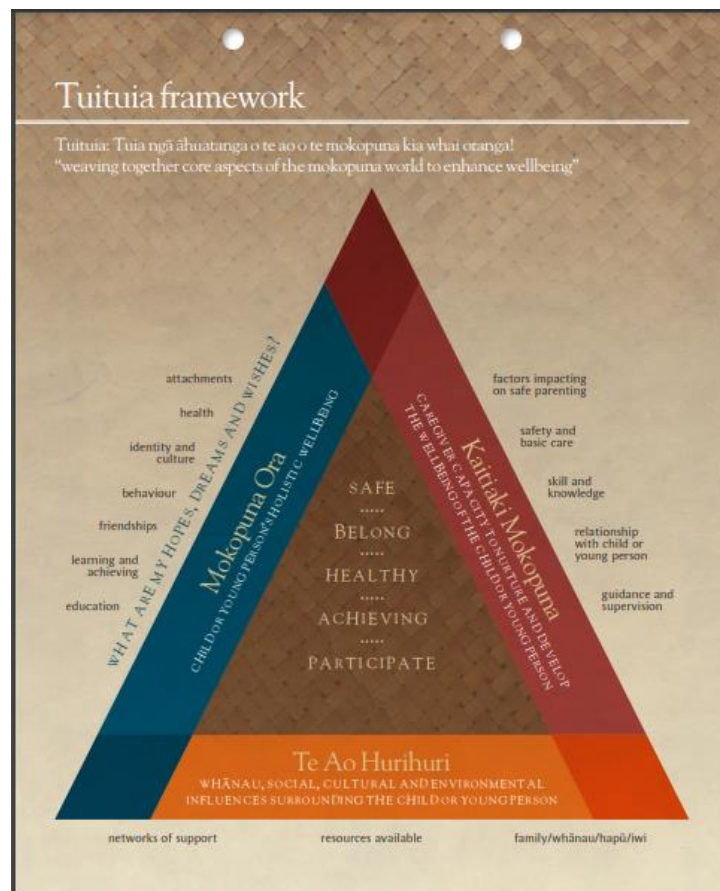 Tuituia framework
Tuituia: Tuia ngā āhuatanga o te ao o te mokopuna kia whai oranga!
“weaving together core aspects of the mokopuna world to enhance wellbeing”
WHAT ARE MY HOPES, DREAMS AND WISHES?
attachments
health
identity and
culture
behaviour
friendships
learning and
achieving
education
Mokopuna Ora
CHILD OR YOUNG PERSON'S HOLISTIC WELLBEING
SAFE
BELONG
HEALTHY
ACHIEVING
PARTICIPATE
Kaitiaki Mokopuna
CAREGIVER CAPACITY TO NURTURE AND DEVELOP
THE WELLBEING OF THE CHILD OR YOUNG PERSON
factors impacting
on safe parenting
safety and
basic care
skill and
knowledge
relationship
with child or
young person
guidance and
supervision
Te Ao Hurihuri
WHĀNAU, SOCIAL, CULTURAL AND ENVIRONMENTAL
INFLUENCES SURROUNDING THE CHILD OR YOUNG PERSON
networks of support
resources available
family/whānau/hapū/iwi